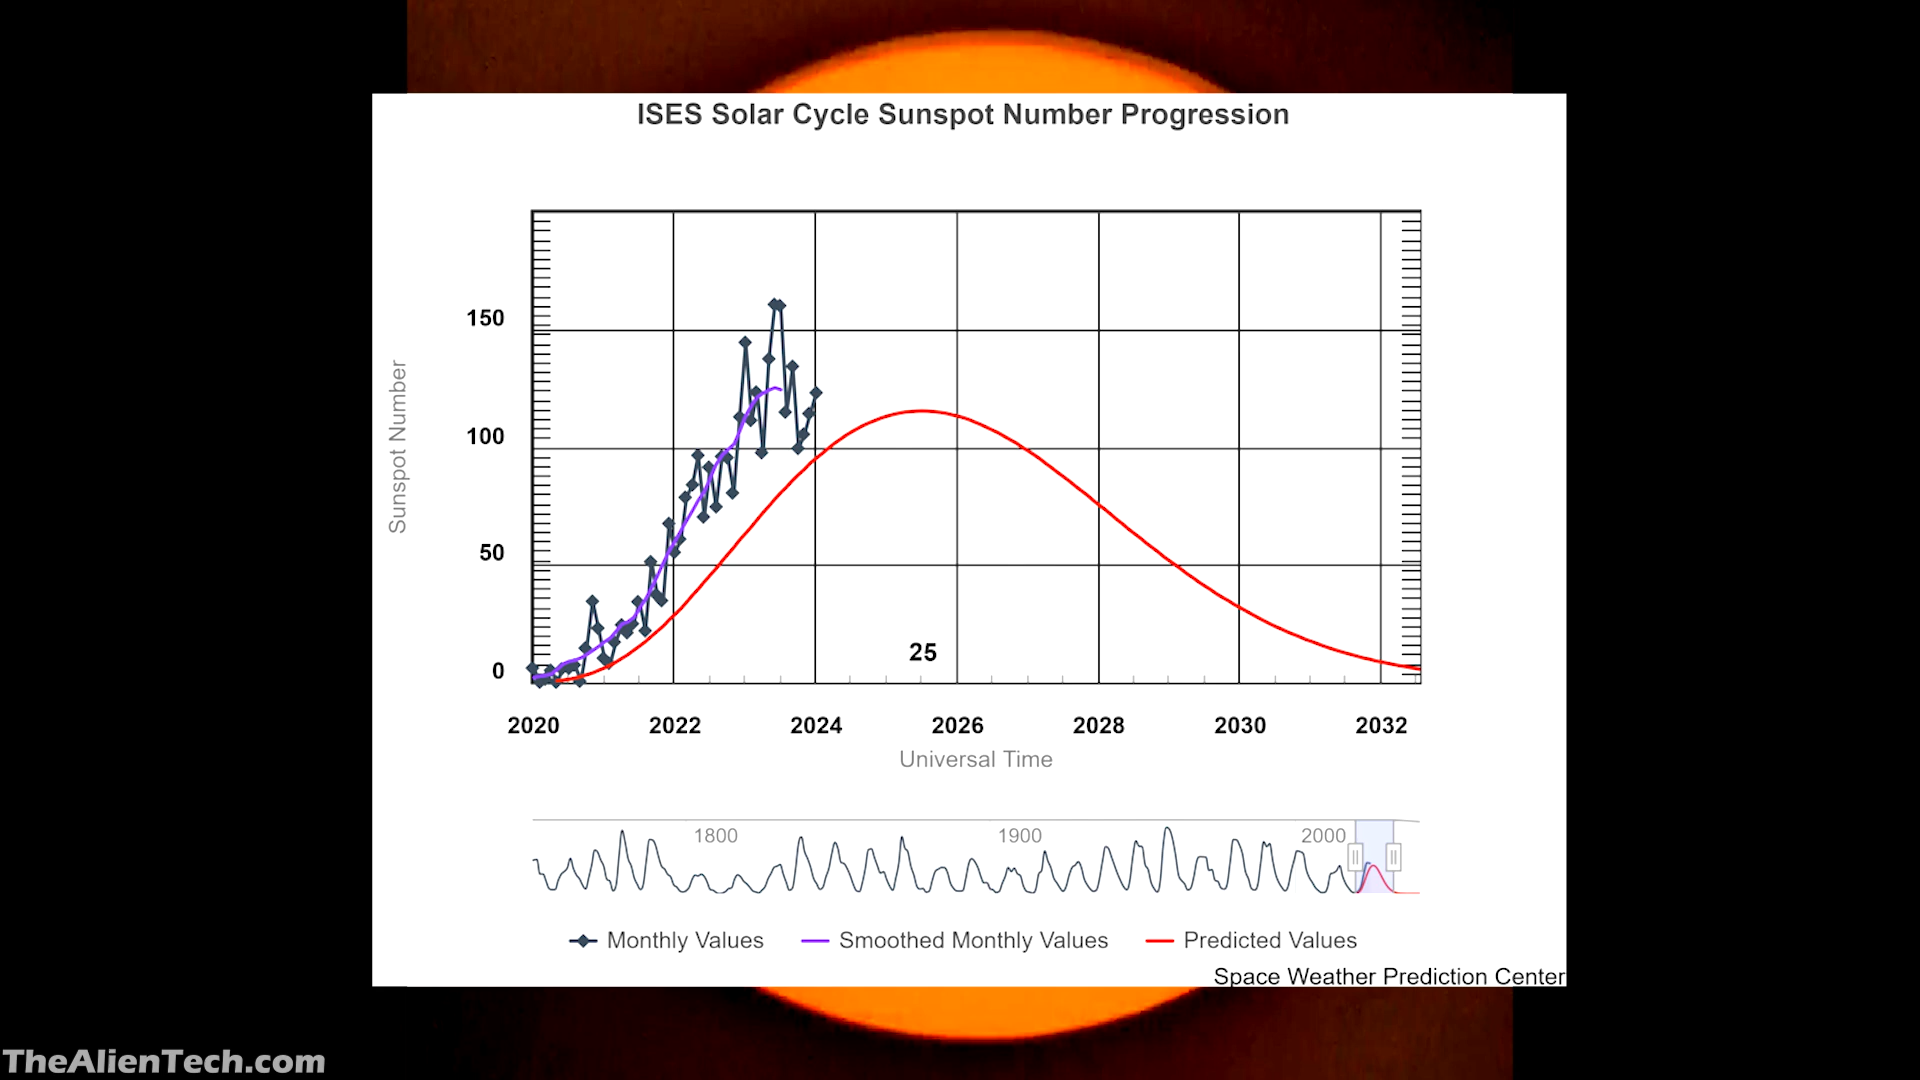 ISES Solar Cycle Sunspot Number Progression
Sunspot Number
150
100
50
0
25
2020 2022 2024 2026 2028 2030 2032
Universal Time
1800 1900 2000
Monthly Values Smoothed Monthly Values Predicted Values
Space Weather Prediction Center
TheAlienTech.com